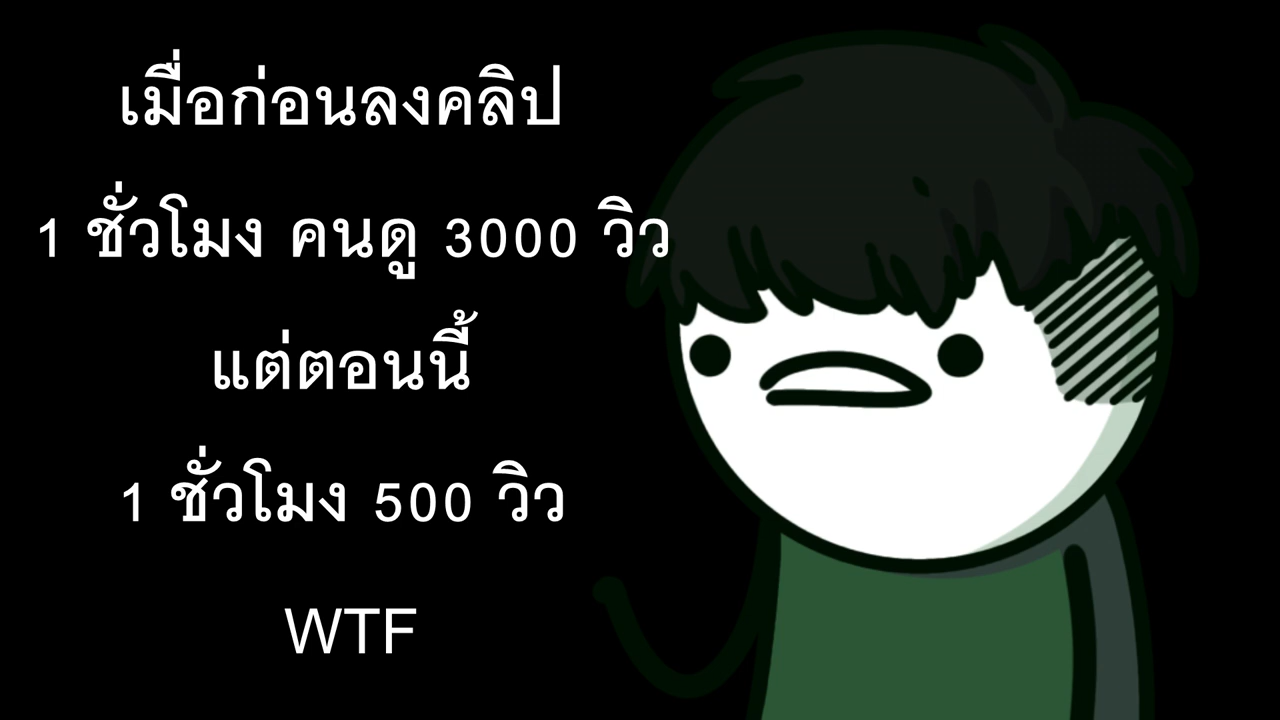 เมื่อก่อนลงคลิป
1 ชั่วโมง คนดู 3000 วิว
แต่ตอนนี้
1 ชั่วโมง 500 วิว
WTF